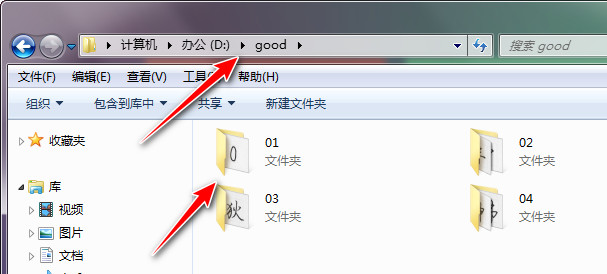 计算机 办公 (D:) good 搜索 good
文件(F) 编辑(E) 查看(V) 帮助(H)
组织 包含到库中 共享 新建文件夹
收藏夹
库
视频
图片
文档
01
文件夹
02
文件夹
03
文件夹
狄
04
文件夹